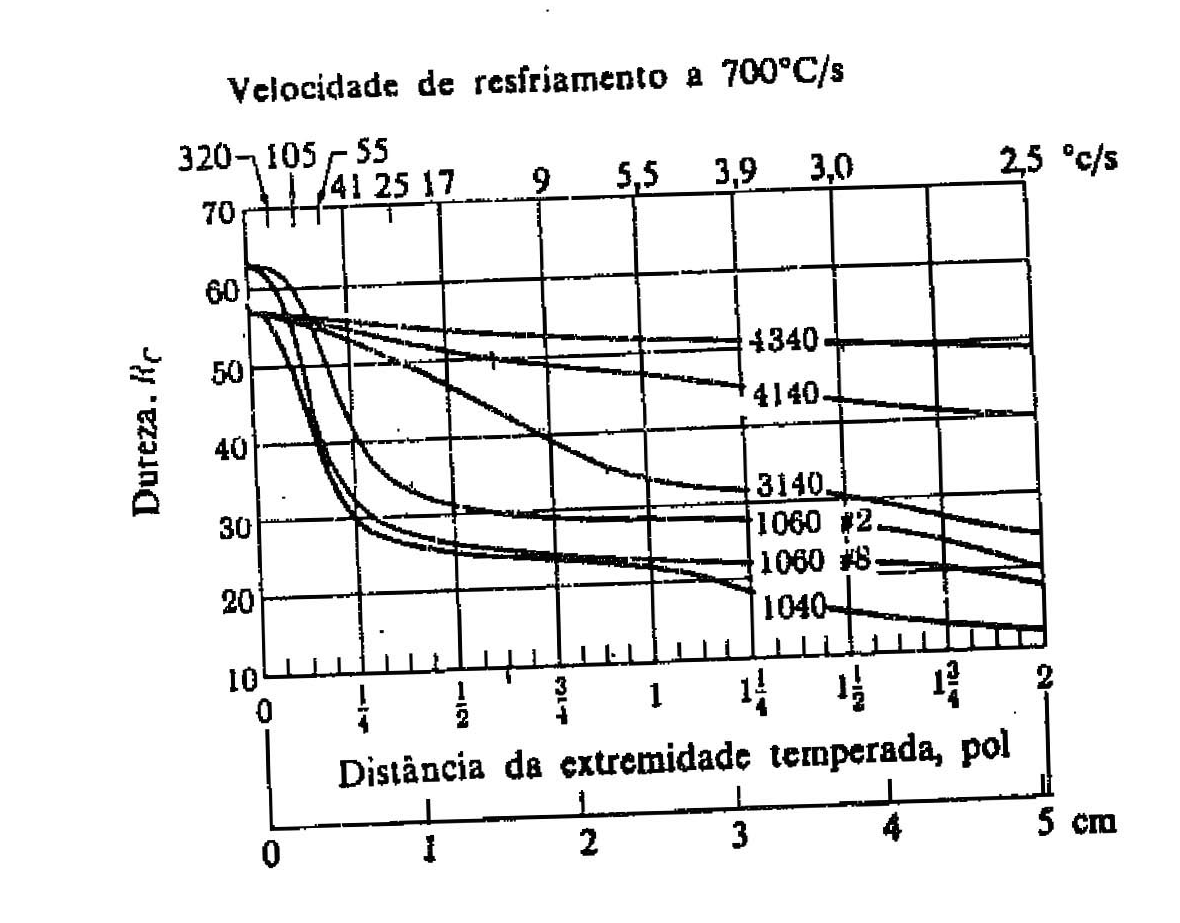 Velocidade de resfriamento a 700°C/s
320 105 55
41 25 17 9 5,5 3,9 3,0 2,5 °c/s
70
60
50
40
30
20
10
Dureza. R_C
4340
4140
3140
1060 #2
1060 #8
1040
0 1/4 1/2 3/4 1 1 1/4 1 1/2 1 3/4 2
Distância da extremidade temperada, pol
0 1 2 3 4 5 cm